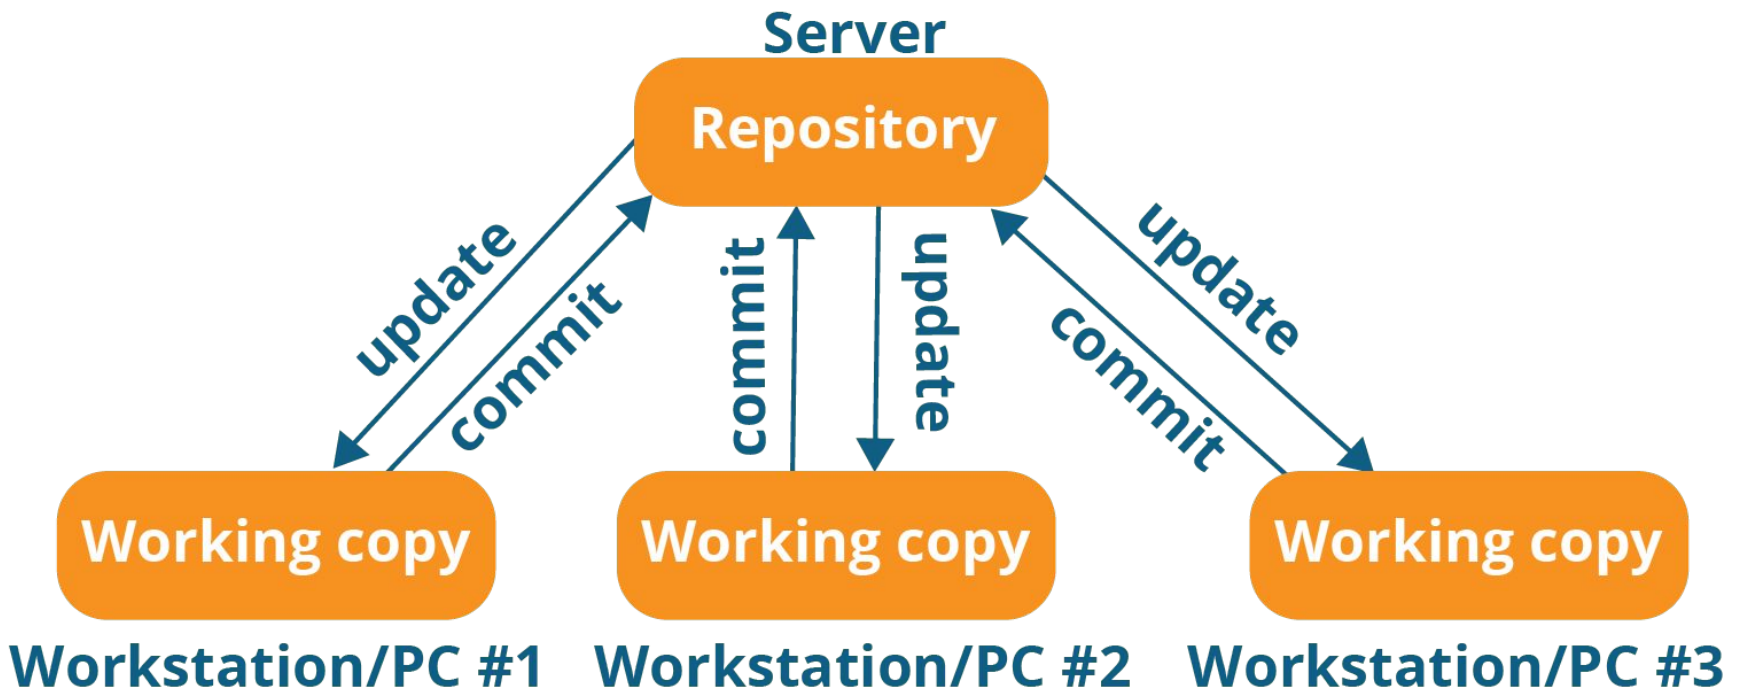 Server
Repository
update
commit
commit
update
update
commit
Working copy
Working copy
Working copy
Workstation/PC #1
Workstation/PC #2
Workstation/PC #3